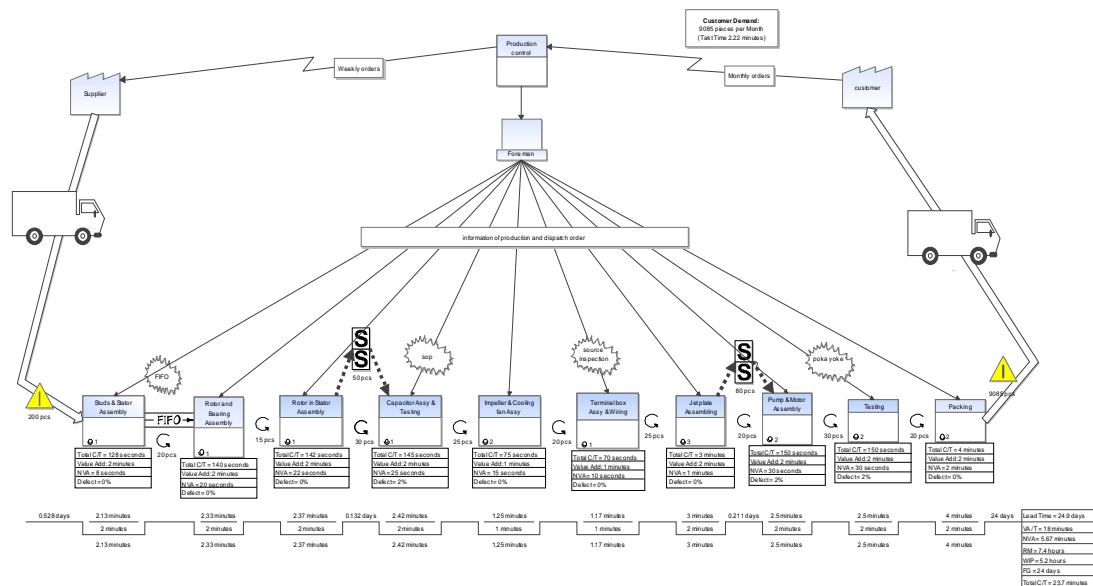 Customer Demand:
9085 pieces per Month
(Takt Time 2.22 minutes)
Production
control
Weekly orders
Monthly orders
Supplier
customer
Foreman
information of production and dispatch order
FIFO
sop
source
inspection
poka yoke
S
S
50 pcs
S
S
80 pcs
I
200 pcs
I
9085 pcs
Studs & Stator
Assembly
1
FIFO
20 pcs
Rotor and
Bearing
Assembly
1
15 pcs
Rotor in Stator
Assembly
1
30 pcs
Capacitor Assy &
Testing
1
25 pcs
Impeller & Cooling
fan Assy
2
20 pcs
Terminal box
Assy & Wiring
1
25 pcs
Jet plate
Assembling
3
20 pcs
Pump & Motor
Assembly
2
30 pcs
Testing
2
20 pcs
Packing
2
Total C/T = 128 seconds
Value Add: 2 minutes
NVA = 8 seconds
Defect = 0%
Total C/T = 140 seconds
Value Add: 2 minutes
NVA = 20 seconds
Defect = 0%
Total C/T = 142 seconds
Value Add: 2 minutes
NVA = 22 seconds
Defect = 0%
Total C/T = 145 seconds
Value Add: 2 minutes
NVA = 25 seconds
Defect = 2%
Total C/T = 75 seconds
Value Add: 1 minutes
NVA = 15 seconds
Defect = 0%
Total C/T = 70 seconds
Value Add: 1 minutes
NVA = 10 seconds
Defect = 0%
Total C/T = 3 minutes
Value Add: 2 minutes
NVA = 1 minutes
Defect = 0%
Total C/T = 150 seconds
Value Add: 2 minutes
NVA = 30 seconds
Defect = 2%
Total C/T = 150 seconds
Value Add: 2 minutes
NVA = 30 seconds
Defect = 2%
Total C/T = 4 minutes
Value Add: 2 minutes
NVA = 2 minutes
Defect = 0%
0.528 days 2.13 minutes 2.33 minutes 2.37 minutes 0.132 days 2.42 minutes 1.25 minutes 1.17 minutes 3 minutes 0.211 days 2.5 minutes 2.5 minutes 4 minutes 24 days
2 minutes 2 minutes 2 minutes 2 minutes 1 minutes 1 minutes 2 minutes 2 minutes 2 minutes 2 minutes
2.13 minutes 2.33 minutes 2.37 minutes 2.42 minutes 1.25 minutes 1.17 minutes 3 minutes 2.5 minutes 2.5 minutes 4 minutes
Lead Time = 24.9 days
VA /T = 18 minutes
NVA = 5.67 minutes
RM = 7.4 hours
WIP = 5.2 hours
FG = 24 days
Total C/T = 23.7 minutes